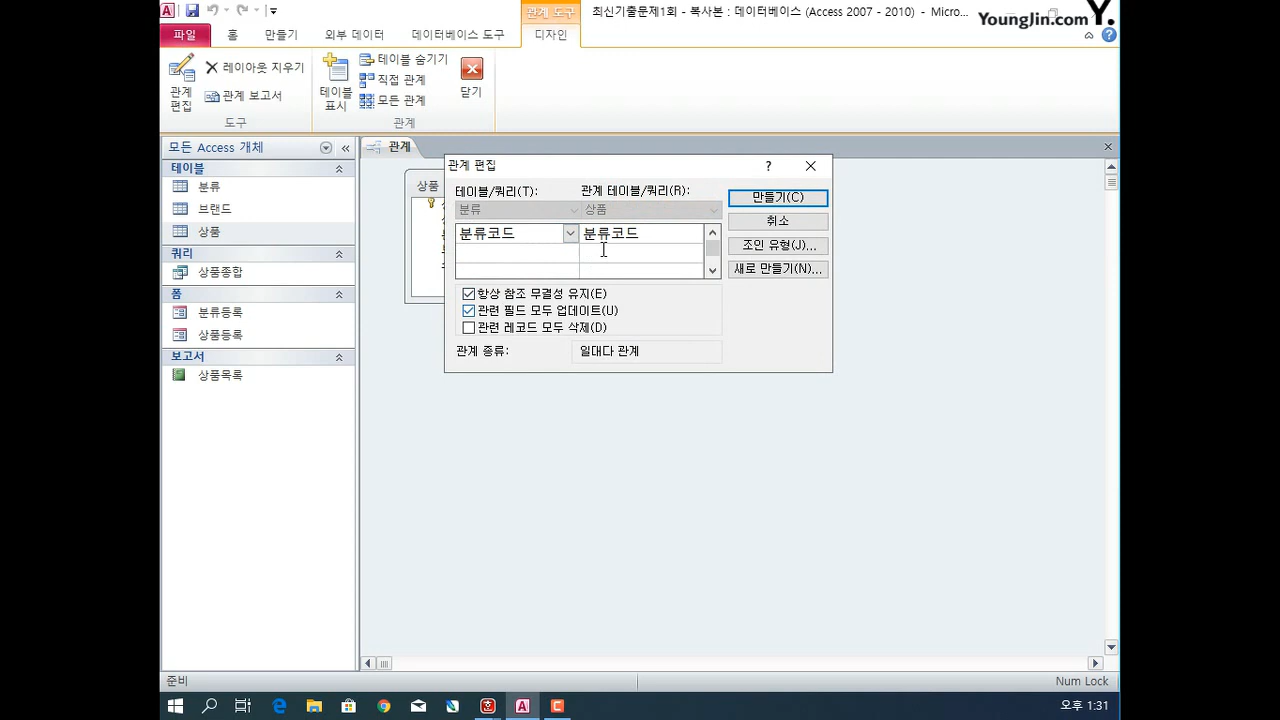 관계 도구
최신기출문제1회 - 복사본 : 데이터베이스 (Access 2007 - 2010) - Micro...
YoungJin.com Y.
파일
홈
만들기
외부 데이터
데이터베이스 도구
디자인
관계
편집
레이아웃 지우기
관계 보고서
도구
테이블
표시
테이블 숨기기
직접 관계
모든 관계
관계
닫기
모든 Access 개체
테이블
분류
브랜드
상품
쿼리
상품종합
폼
분류등록
상품등록
보고서
상품목록
관계
상품
관계 편집
테이블/쿼리(T):
관계 테이블/쿼리(R):
분류
상품
분류코드
분류코드
항상 참조 무결성 유지(E)
관련 필드 모두 업데이트(U)
관련 레코드 모두 삭제(D)
관계 종류:
일대다 관계
만들기(C)
취소
조인 유형(J)...
새로 만들기(N)...
준비
Num Lock
오후 1:31